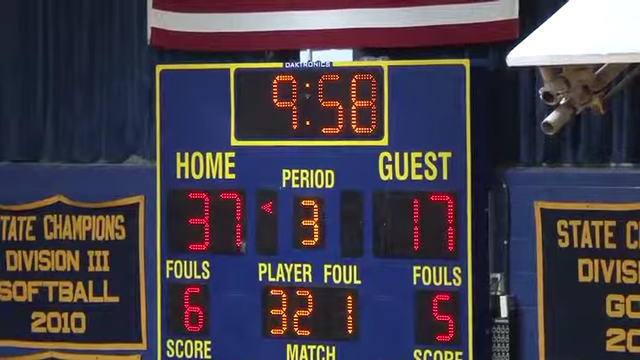 DAKTRONICS
9:58
HOME
GUEST
PERIOD
37
3
17
FOULS
PLAYER FOUL
FOULS
6
32 1
5
SCORE
MATCH
SCORE
STATE CHAMPIONS
DIVISION III
SOFTBALL
2010
STATE CH
DIVISI
GO
20